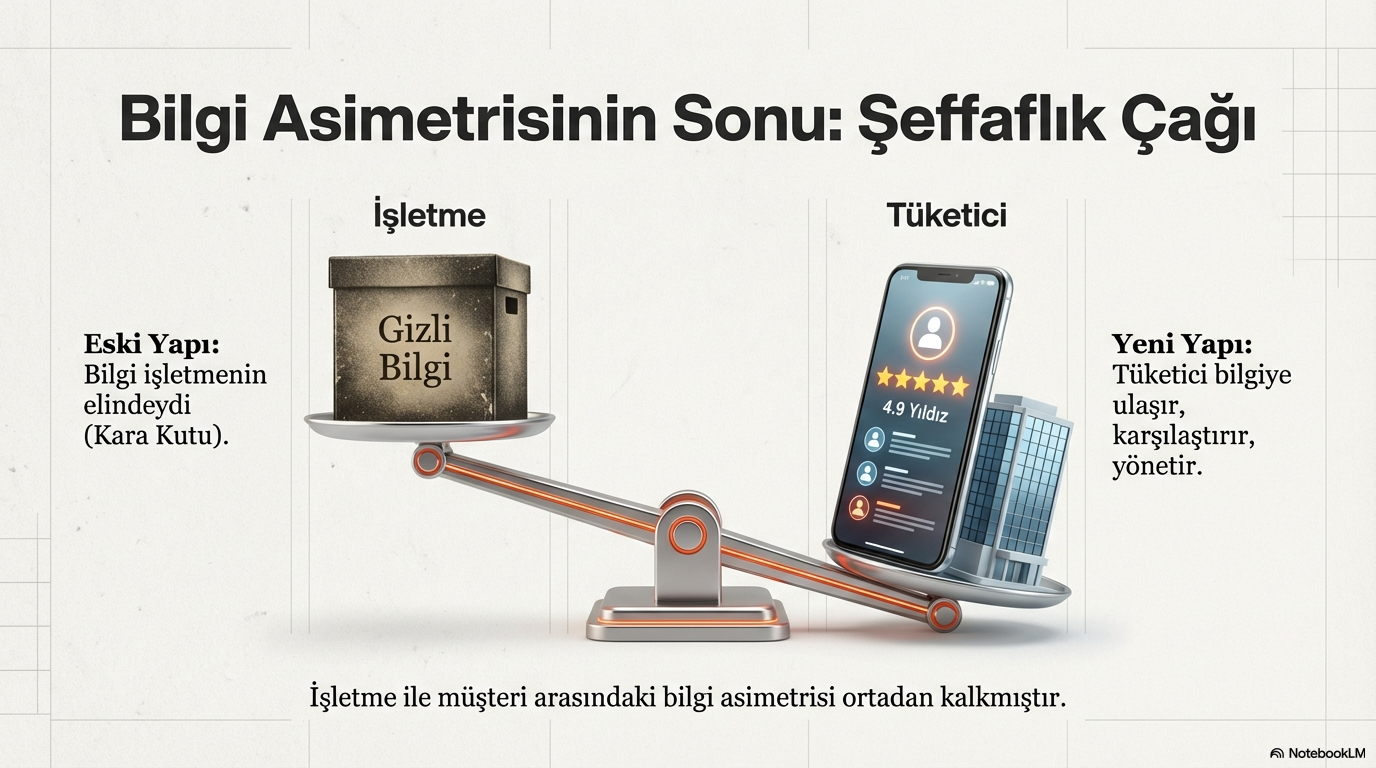 Bilgi Asimetrisinin Sonu: Şeffaflık Çağı
İşletme
Tüketici
Gizli
Bilgi
Eski Yapı:
Bilgi işletmenin
elindeydi
(Kara Kutu).
4.9 Yıldız
Yeni Yapı:
Tüketici bilgiye
ulaşır,
karşılaştırır,
yönetir.
İşletme ile müşteri arasındaki bilgi asimetrisi ortadan kalkmıştır.
NotebookLM